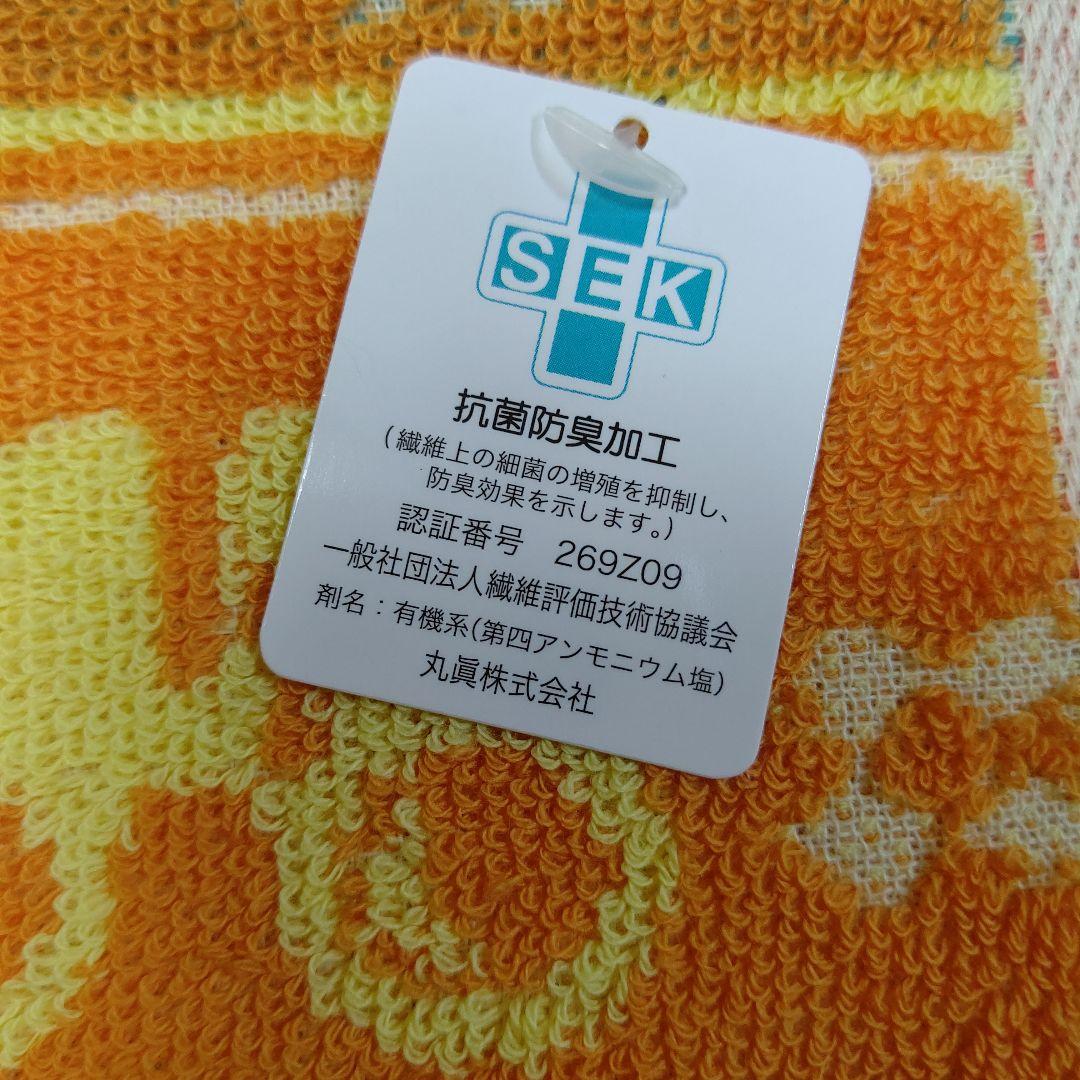 SEK
抗菌防臭加工
(繊維上の細菌の増殖を抑制し、
防臭効果を示します。)
認証番号　269Z09
一般社団法人繊維評価技術協議会
剤名：有機系(第四アンモニウム塩)
丸眞株式会社